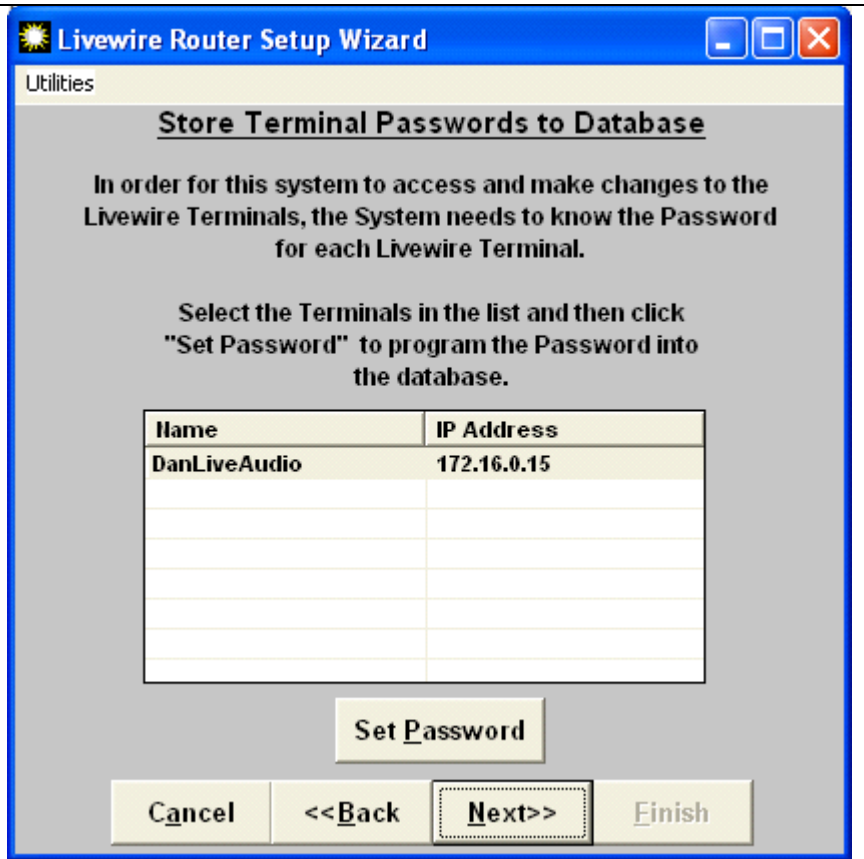 Livewire Router Setup Wizard
Utilities
Store Terminal Passwords to Database
In order for this system to access and make changes to the
Livewire Terminals, the System needs to know the Password
for each Livewire Terminal.
Select the Terminals in the list and then click
"Set Password"  to program the Password into
the database.
Name IP Address
DanLiveAudio 172.16.0.15
Set Password
Cancel <<Back Next>> Finish